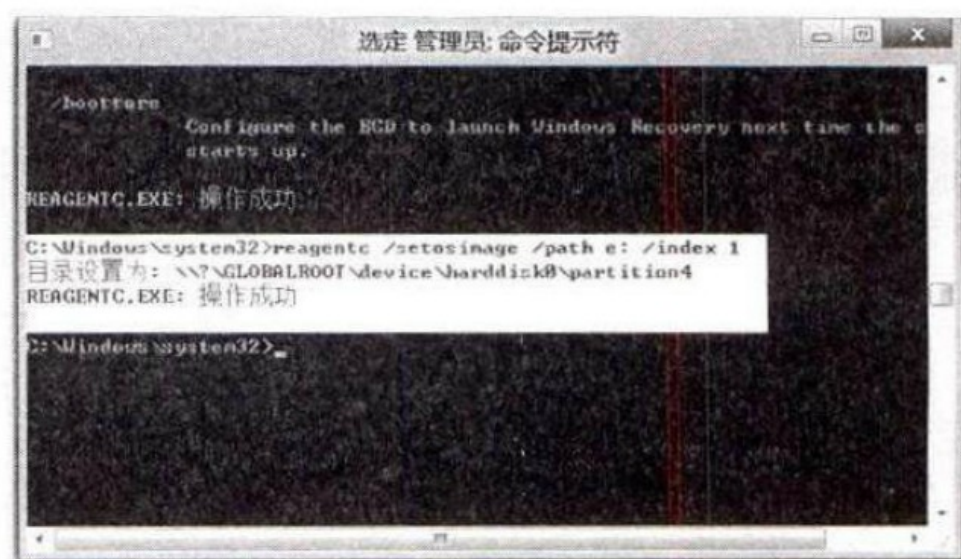 选定 管理员: 命令提示符
/boottore
Configure the BCD to launch Windows Recovery next time the s
starts up.
REAGENTC.EXE: 操作成功
C:\Windows\system32>reagentc /setosimage /path e: /index 1
目录设置为: \\?\GLOBALROOT\device\harddisk0\partition4
REAGENTC.EXE: 操作成功
C:\Windows\system32>